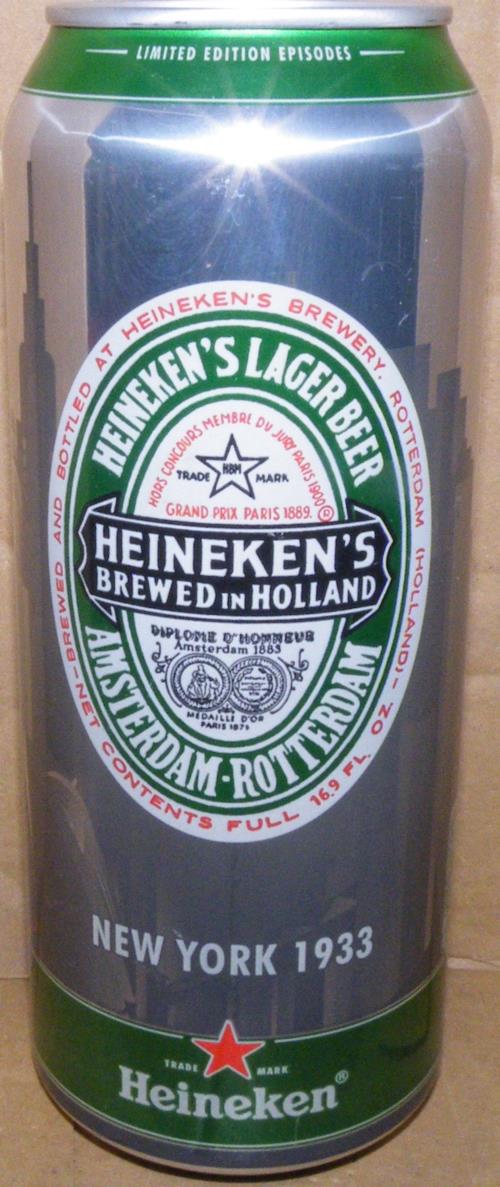 LIMITED EDITION EPISODES
BREWED AND BOTTLED AT HEINEKEN'S BREWERY. ROTTERDAM (HOLLAND)-
-NET CONTENTS FULL 16.9 FL. OZ.
HEINEKEN'S LAGER BEER
HORS CONCOURS MEMBRE DU JURY PARIS 1900
TRADE HBM MARK
GRAND PRIX PARIS 1889. ®
HEINEKEN'S
BREWED IN HOLLAND
DIPLOME D'HONNEUR
Amsterdam 1883
MEDAILLE D'OR
PARIS 1875
AMSTERDAM-ROTTERDAM
NEW YORK 1933
TRADE MARK
Heineken®